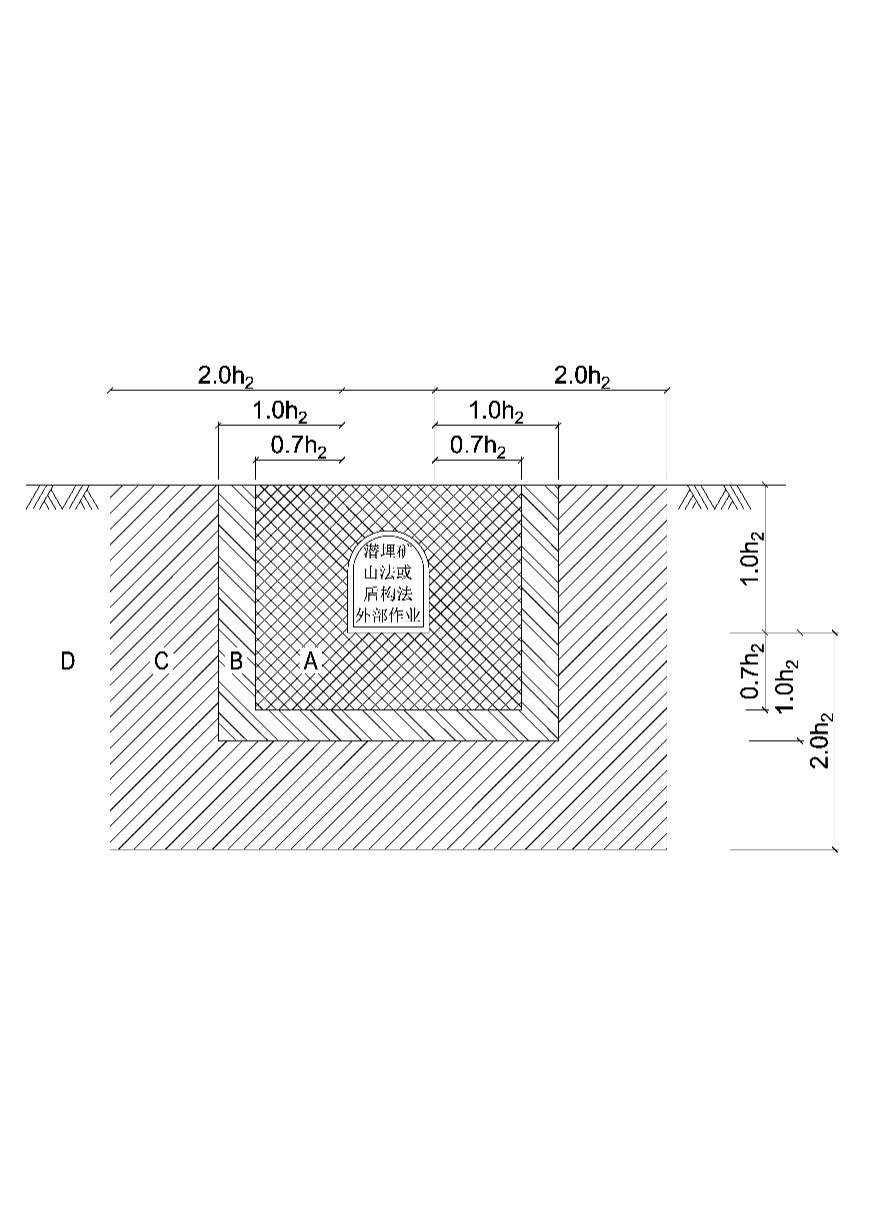 2.0h₂ 2.0h₂
1.0h₂ 1.0h₂
0.7h₂ 0.7h₂
潜埋矿
山法或
盾构法
外部作业
1.0h₂
D C B A
0.7h₂
1.0h₂
2.0h₂